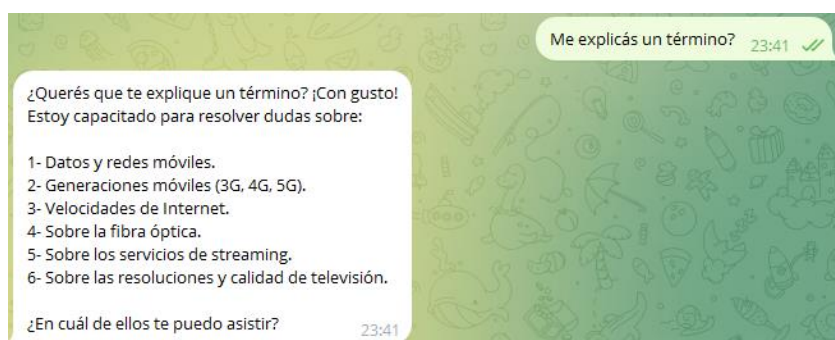 Me explicás un término? 23:41
¿Querés que te explique un término? ¡Con gusto!
Estoy capacitado para resolver dudas sobre:
1- Datos y redes móviles.
2- Generaciones móviles (3G, 4G, 5G).
3- Velocidades de Internet.
4- Sobre la fibra óptica.
5- Sobre los servicios de streaming.
6- Sobre las resoluciones y calidad de televisión.
¿En cuál de ellos te puedo asistir? 23:41